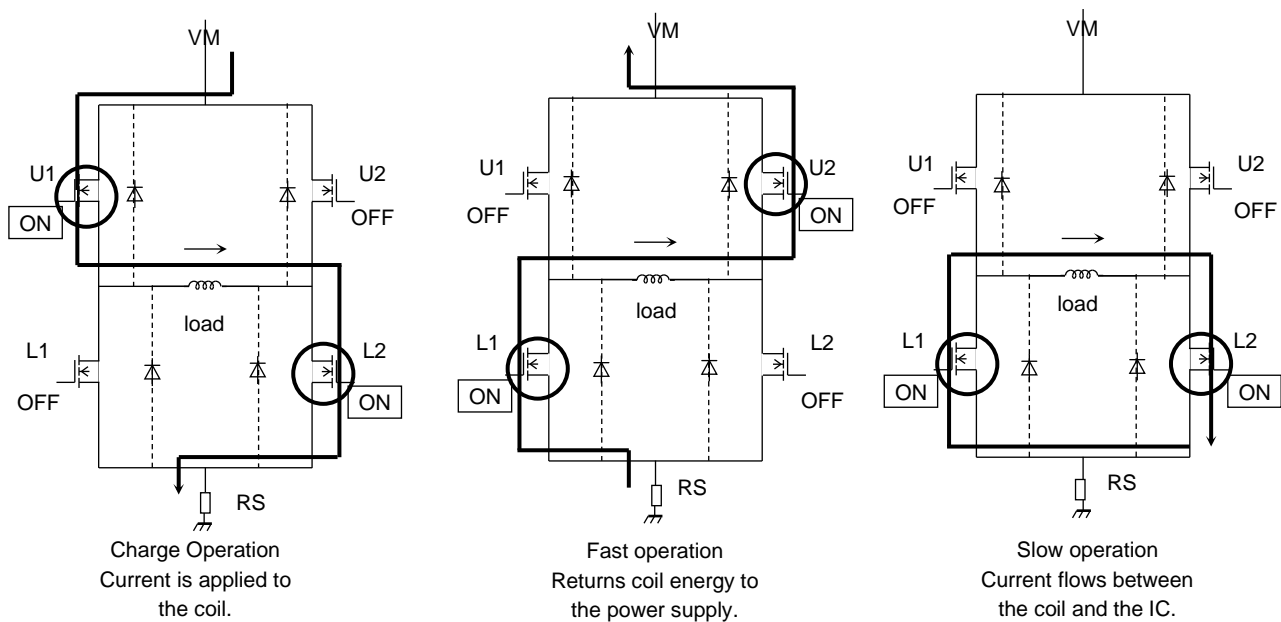 VM
U1
U2
ON
OFF
load
L1
L2
OFF
ON
RS
Charge Operation
Current is applied to
the coil.
VM
U1
U2
OFF
ON
load
L1
L2
ON
OFF
RS
Fast operation
Returns coil energy to
the power supply.
VM
U1
U2
OFF
OFF
load
L1
L2
ON
ON
RS
Slow operation
Current flows between
the coil and the IC.